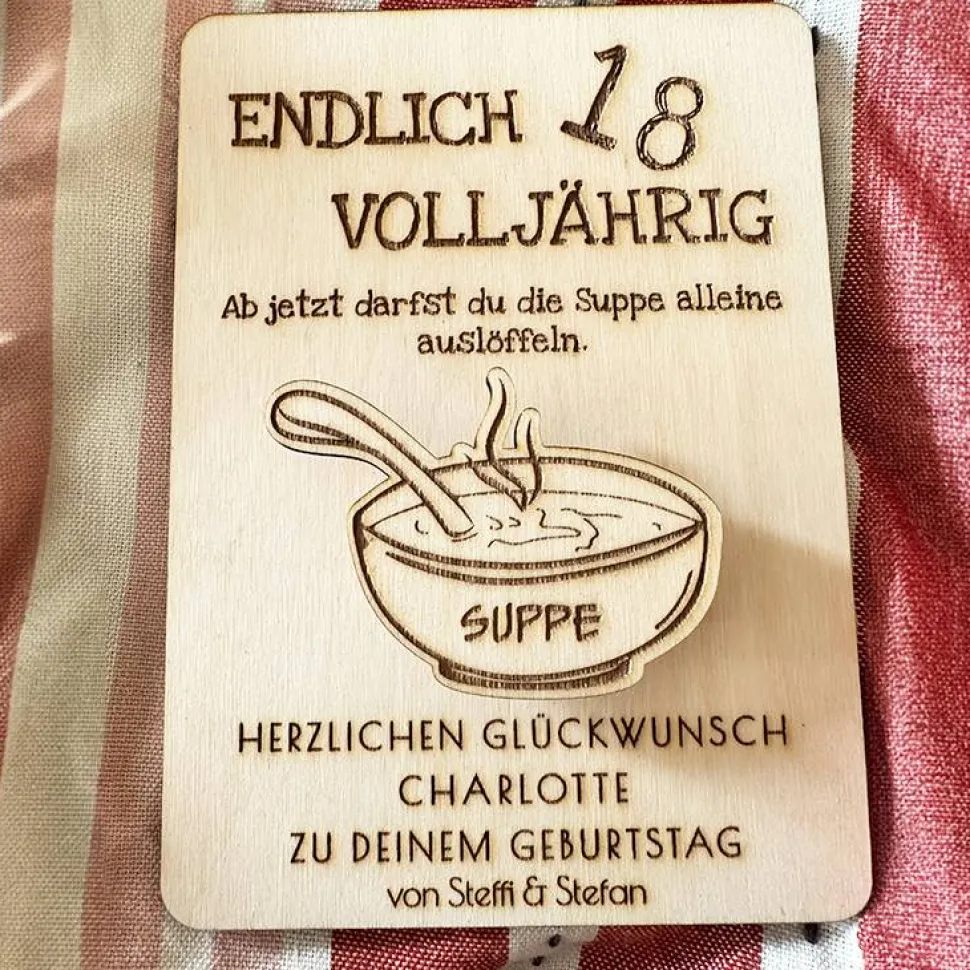 ENDLICH 18
VOLLJÄHRIG
Ab jetzt darfst du die Suppe alleine
auslöffeln.
SUPPE
HERZLICHEN GLÜCKWUNSCH
CHARLOTTE
ZU DEINEM GEBURTSTAG
von Steffi & Stefan